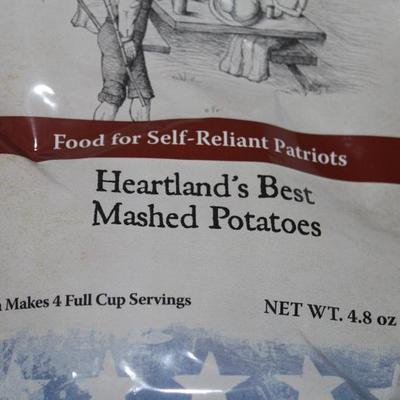 Food for Self-Reliant Patriots
Heartland's Best
Mashed Potatoes
Makes 4 Full Cup Servings
NET WT. 4.8 oz